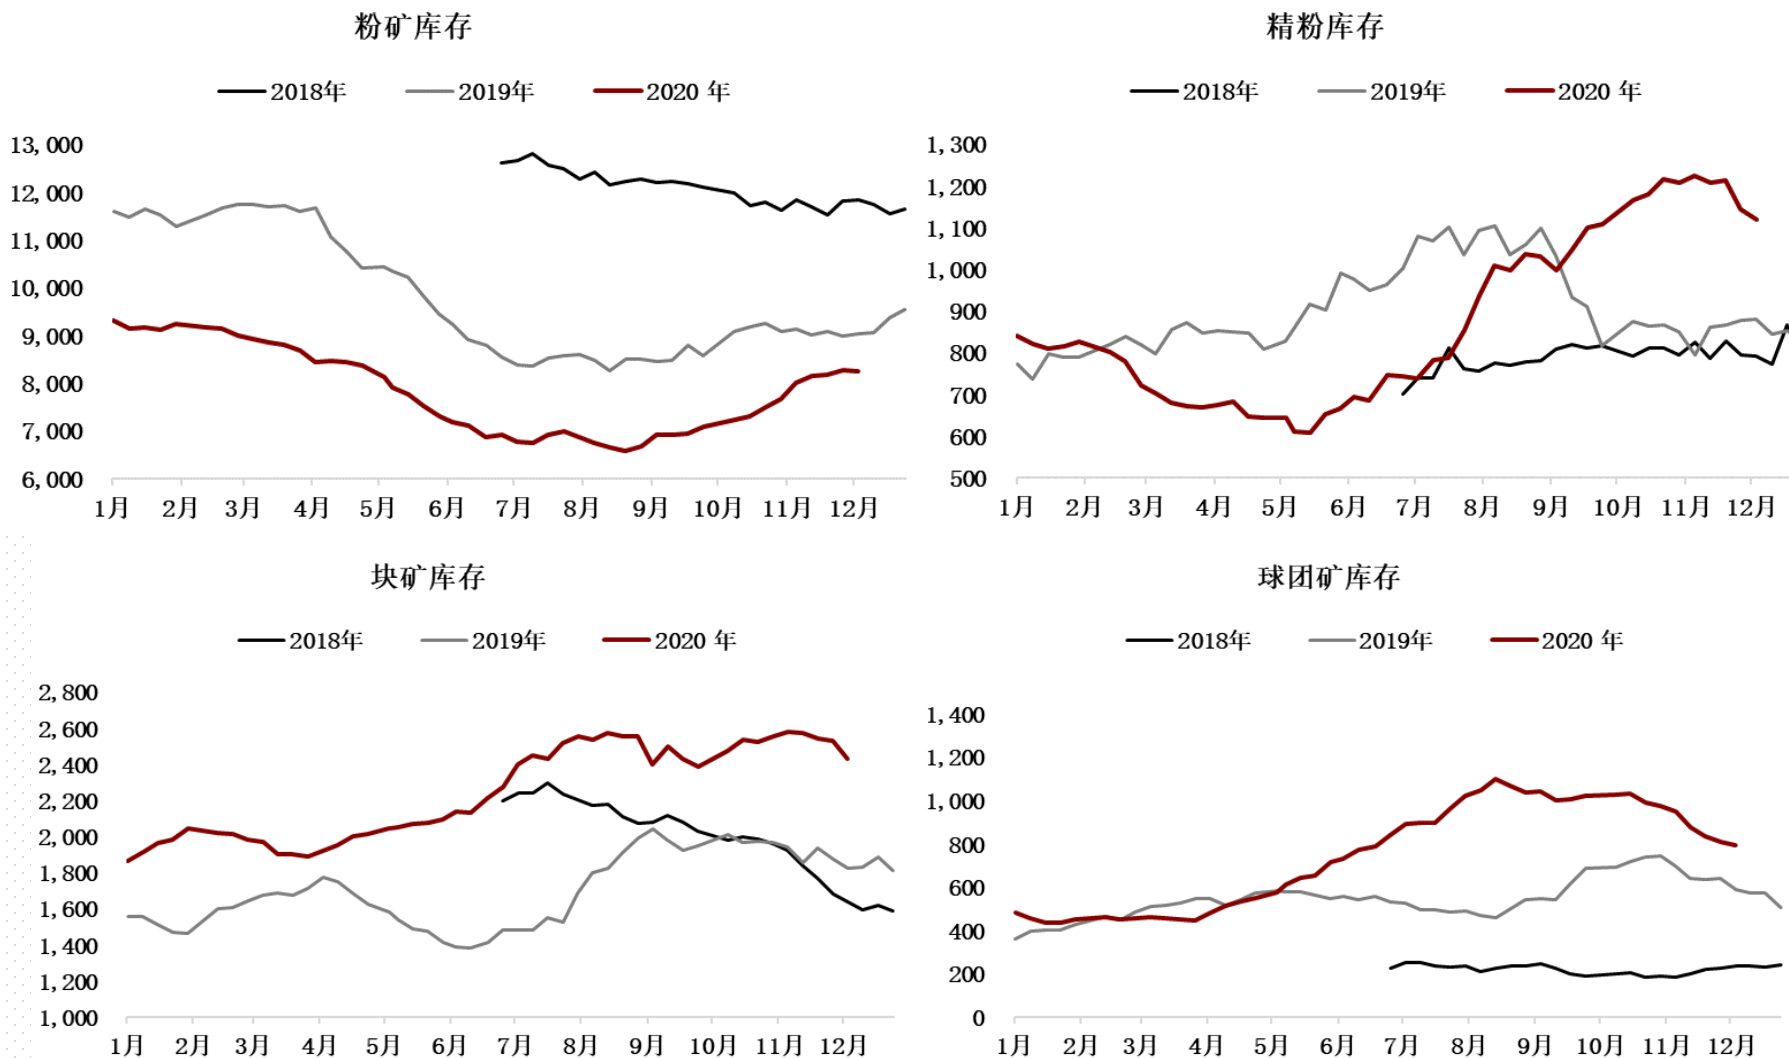 粉矿库存
2018年 2019年 2020 年
13,000
12,000
11,000
10,000
9,000
8,000
7,000
6,000
1月 2月 3月 4月 5月 6月 7月 8月 9月 10月 11月 12月
精粉库存
2018年 2019年 2020 年
1,300
1,200
1,100
1,000
900
800
700
600
500
1月 2月 3月 4月 5月 6月 7月 8月 9月 10月 11月 12月
块矿库存
2018年 2019年 2020 年
2,800
2,600
2,400
2,200
2,000
1,800
1,600
1,400
1,200
1,000
1月 2月 3月 4月 5月 6月 7月 8月 9月 10月 11月 12月
球团矿库存
2018年 2019年 2020 年
1,400
1,200
1,000
800
600
400
200
0
1月 2月 3月 4月 5月 6月 7月 8月 9月 10月 11月 12月